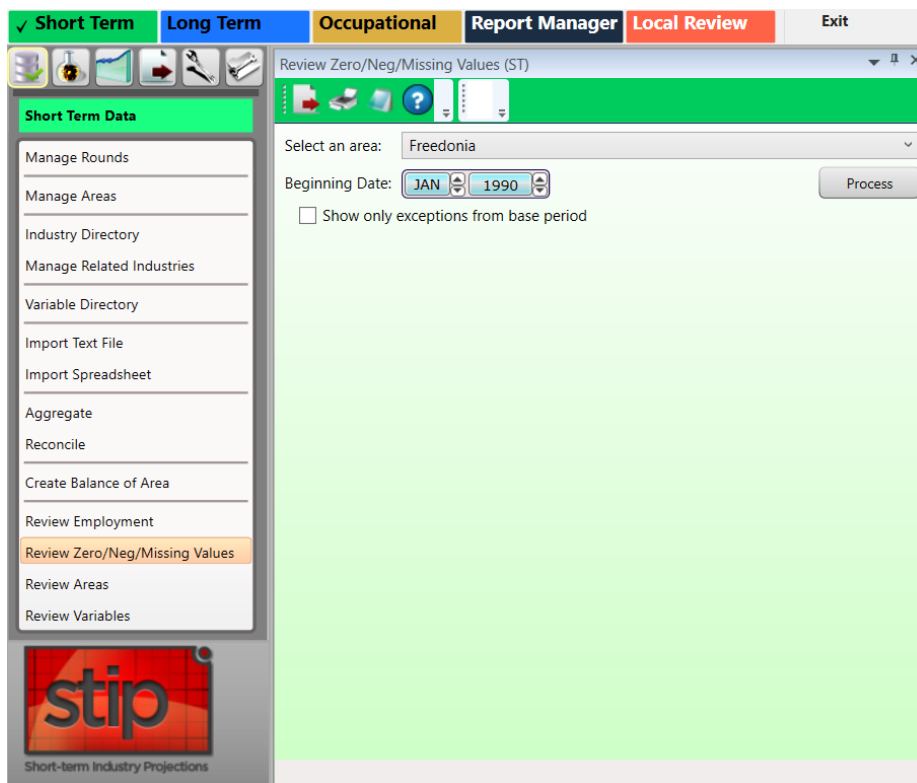 ✓ Short Term Long Term Occupational Report Manager Local Review Exit
Review Zero/Neg/Missing Values (ST)
Short Term Data
Manage Rounds
Manage Areas
Industry Directory
Manage Related Industries
Variable Directory
Import Text File
Import Spreadsheet
Aggregate
Reconcile
Create Balance of Area
Review Employment
Review Zero/Neg/Missing Values
Review Areas
Review Variables
stip
Short-term Industry Projections
?
Select an area: Freedonia
Beginning Date: JAN 1990 Process
Show only exceptions from base period